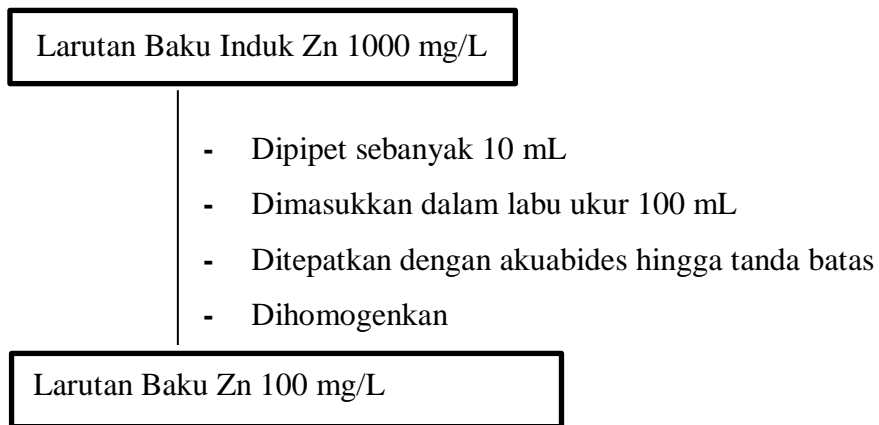 Larutan Baku Induk Zn 1000 mg/L
- Dipipet sebanyak 10 mL
- Dimasukkan dalam labu ukur 100 mL
- Ditepatkan dengan akuabides hingga tanda batas
- Dihomogenkan
Larutan Baku Zn 100 mg/L